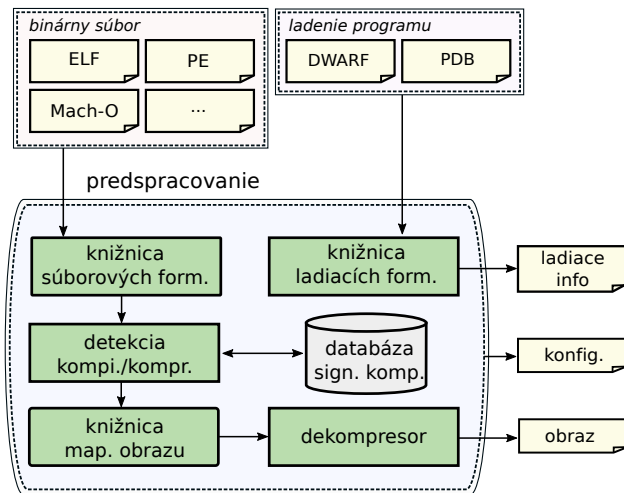 binárny súbor
ladenie programu
ELF
PE
DWARF
PDB
Mach-O
...
predspracovanie
knižnica
súborových form.
knižnica
ladiacích form.
ladiace
info
detekcia
kompi./kompr.
databáza
sign. komp.
konfig.
knižnica
map. obrazu
dekompresor
obraz